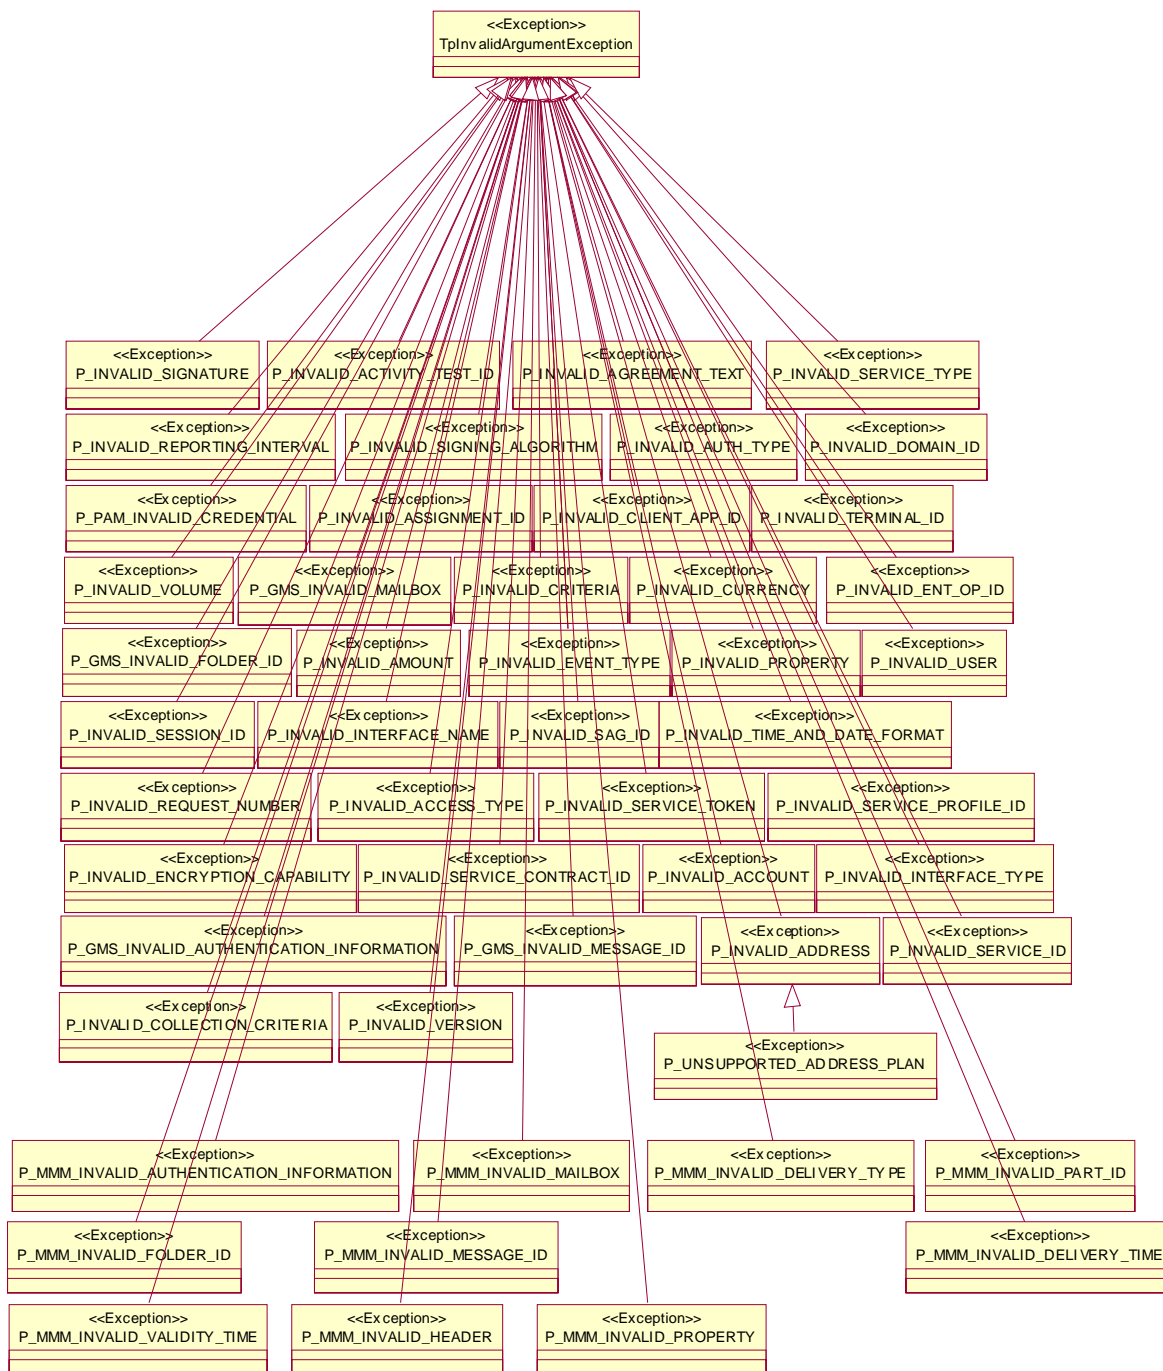 <<Exception>>
TpInvalidArgumentException
<<Exception>> <<Exception>> <<Exception>> <<Exception>>
P_INVALID_SIGNATURE P_INVALID_ACTIVITY_TEST_ID P_INVALID_AGREEMENT_TEXT P_INVALID_SERVICE_TYPE
<<Exception>> <<Exception>> <<Exception>> <<Exception>>
P_INVALID_REPORTING_INTERVAL P_INVALID_SIGNING_ALGORITHM P_INVALID_AUTH_TYPE P_INVALID_DOMAIN_ID
<<Exception>> <<Exception>> <<Exception>> <<Exception>>
P_PAM_INVALID_CREDENTIAL P_INVALID_ASSIGNMENT_ID P_INVALID_CLIENT_APP_ID P_INVALID_TERMINAL_ID
<<Exception>> <<Exception>> <<Exception>> <<Exception>> <<Exception>>
P_INVALID_VOLUME P_GMS_INVALID_MAILBOX P_INVALID_CRITERIA P_INVALID_CURRENCY P_INVALID_ENT_OP_ID
<<Exception>> <<Exception>> <<Exception>> <<Exception>> <<Exception>>
P_GMS_INVALID_FOLDER_ID P_INVALID_AMOUNT P_INVALID_EVENT_TYPE P_INVALID_PROPERTY P_INVALID_USER
<<Exception>> <<Exception>> <<Exception>> <<Exception>>
P_INVALID_SESSION_ID P_INVALID_INTERFACE_NAME P_INVALID_SAG_ID P_INVALID_TIME_AND_DATE_FORMAT
<<Exception>> <<Exception>> <<Exception>> <<Exception>>
P_INVALID_REQUEST_NUMBER P_INVALID_ACCESS_TYPE P_INVALID_SERVICE_TOKEN P_INVALID_SERVICE_PROFILE_ID
<<Exception>> <<Exception>> <<Exception>> <<Exception>>
P_INVALID_ENCRYPTION_CAPABILITY P_INVALID_SERVICE_CONTRACT_ID P_INVALID_ACCOUNT P_INVALID_INTERFACE_TYPE
<<Exception>> <<Exception>> <<Exception>> <<Exception>>
P_GMS_INVALID_AUTHENTICATION_INFORMATION P_GMS_INVALID_MESSAGE_ID P_INVALID_ADDRESS P_INVALID_SERVICE_ID
<<Exception>> <<Exception>>
P_INVALID_COLLECTION_CRITERIA P_INVALID_VERSION
<<Exception>>
P_UNSUPPORTED_ADDRESS_PLAN
<<Exception>> <<Exception>> <<Exception>> <<Exception>>
P_MMM_INVALID_AUTHENTICATION_INFORMATION P_MMM_INVALID_MAILBOX P_MMM_INVALID_DELIVERY_TYPE P_MMM_INVALID_PART_ID
<<Exception>> <<Exception>> <<Exception>>
P_MMM_INVALID_FOLDER_ID P_MMM_INVALID_MESSAGE_ID P_MMM_INVALID_DELIVERY_TIME
<<Exception>> <<Exception>> <<Exception>>
P_MMM_INVALID_VALIDITY_TIME P_MMM_INVALID_HEADER P_MMM_INVALID_PROPERTY